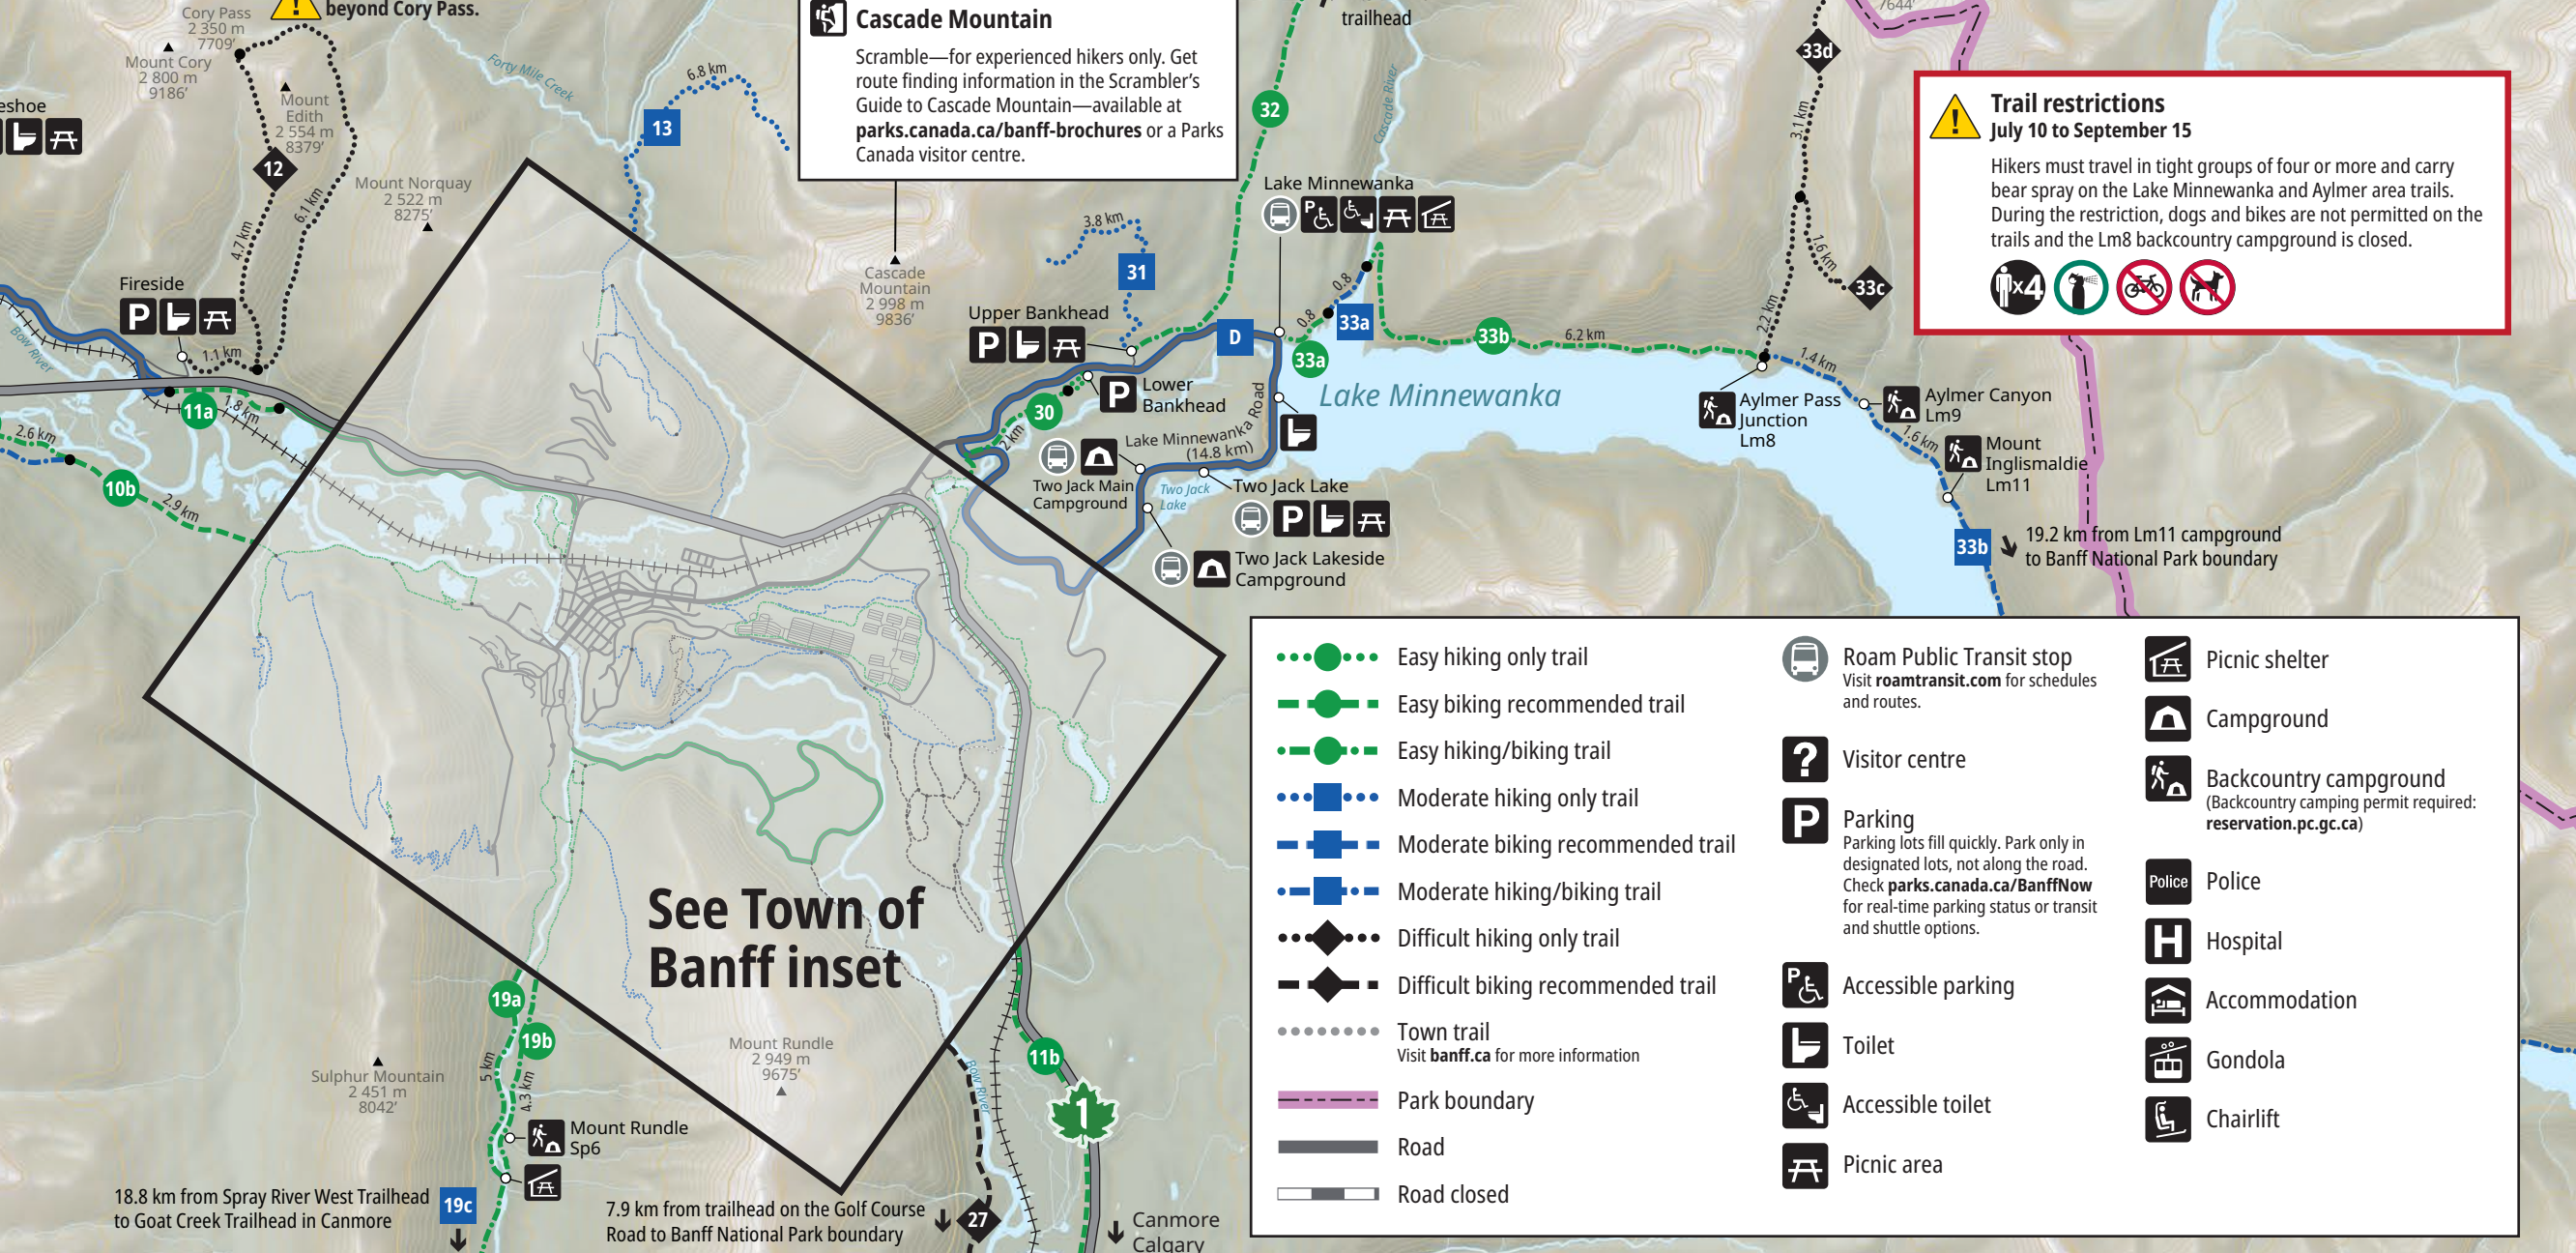 beyond Cory Pass.
Cory Pass
2 350 m
7709'
Mount Cory
2 800 m
9186'
Mount
Edith
2 554 m
8379'
12
4.7 km
6.1 km
Mount Norquay
2 522 m
8275'
Forty Mile Creek
13
6.8 km
eshoe
Fireside
P
1.1 km
Bow River
11a
1.8 km
2.6 km
10b
2.9 km
Cascade Mountain
Scramble—for experienced hikers only. Get
route finding information in the Scrambler's
Guide to Cascade Mountain—available at
parks.canada.ca/banff-brochures or a Parks
Canada visitor centre.
Cascade
Mountain
2 998 m
9836'
trailhead
32
Cascade River
3.8 km
31
Upper Bankhead
P
Lake Minnewanka
P
D
0.8
0.8
33a
33a
33b
6.2 km
Lower
Bankhead
P
30
2 km
Lake Minnewanka Road
(14.8 km)
Lake Minnewanka
Two Jack Main
Campground
Two Jack
Lake
Two Jack Lake
P
Two Jack Lakeside
Campground
7644'
33d
3.1 km
1.6 km
33c
2.2 km
1.4 km
Aylmer Pass
Junction
Lm8
Aylmer Canyon
Lm9
1.6 km
Mount
Inglismaldie
Lm11
33b
19.2 km from Lm11 campground
to Banff National Park boundary
Trail restrictions
July 10 to September 15
Hikers must travel in tight groups of four or more and carry
bear spray on the Lake Minnewanka and Aylmer area trails.
During the restriction, dogs and bikes are not permitted on the
trails and the Lm8 backcountry campground is closed.
x4
See Town of
Banff inset
Mount Rundle
2 949 m
9675'
Sulphur Mountain
2 451 m
8042'
19a
19b
5 km
4.3 km
Mount Rundle
Sp6
18.8 km from Spray River West Trailhead
to Goat Creek Trailhead in Canmore
19c
7.9 km from trailhead on the Golf Course
Road to Banff National Park boundary
27
Bow River
11b
1
Canmore
Calgary
Easy hiking only trail
Easy biking recommended trail
Easy hiking/biking trail
Moderate hiking only trail
Moderate biking recommended trail
Moderate hiking/biking trail
Difficult hiking only trail
Difficult biking recommended trail
Town trail
Visit banff.ca for more information
Park boundary
Road
Road closed
Roam Public Transit stop
Visit roamtransit.com for schedules
and routes.
?
Visitor centre
P
Parking
Parking lots fill quickly. Park only in
designated lots, not along the road.
Check parks.canada.ca/BanffNow
for real-time parking status or transit
and shuttle options.
P
Accessible parking
Toilet
Accessible toilet
Picnic area
Picnic shelter
Campground
Backcountry campground
(Backcountry camping permit required:
reservation.pc.gc.ca)
Police
Police
H
Hospital
Accommodation
Gondola
Chairlift